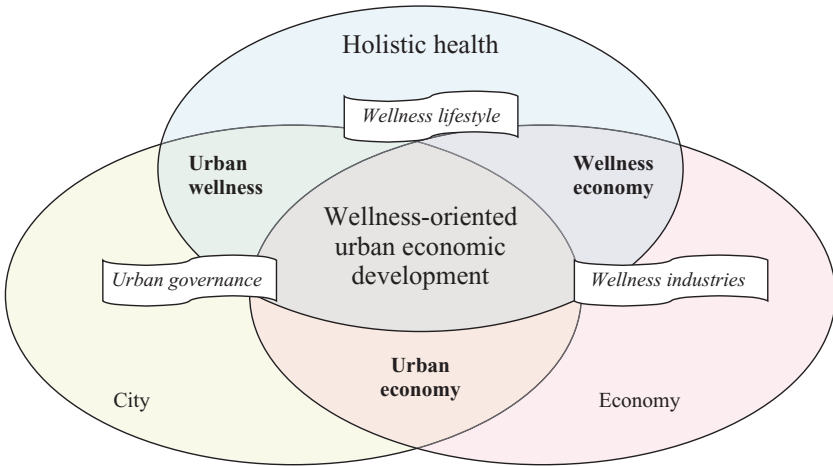 Holistic health
Wellness lifestyle
Urban
wellness
Wellness
economy
Wellness-oriented
urban economic
development
Urban governance
Wellness industries
Urban
economy
City
Economy